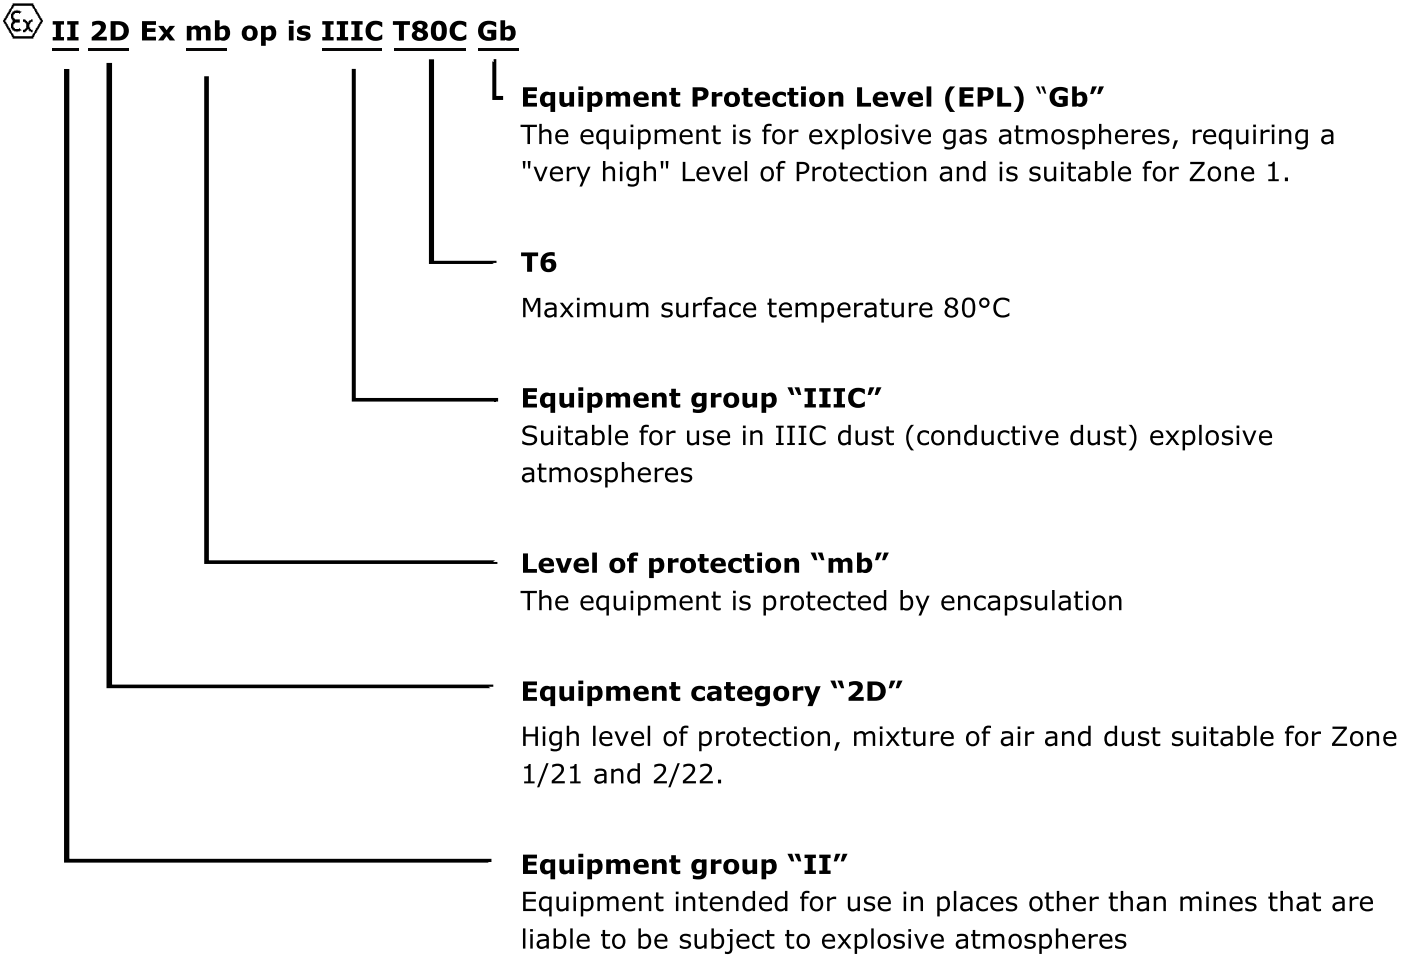 Ex II 2D Ex mb op is IIIC T80C Gb
Equipment Protection Level (EPL) “Gb”
The equipment is for explosive gas atmospheres, requiring a
"very high" Level of Protection and is suitable for Zone 1.
T6
Maximum surface temperature 80°C
Equipment group “IIIC”
Suitable for use in IIIC dust (conductive dust) explosive
atmospheres
Level of protection “mb”
The equipment is protected by encapsulation
Equipment category “2D”
High level of protection, mixture of air and dust suitable for Zone
1/21 and 2/22.
Equipment group “II”
Equipment intended for use in places other than mines that are
liable to be subject to explosive atmospheres